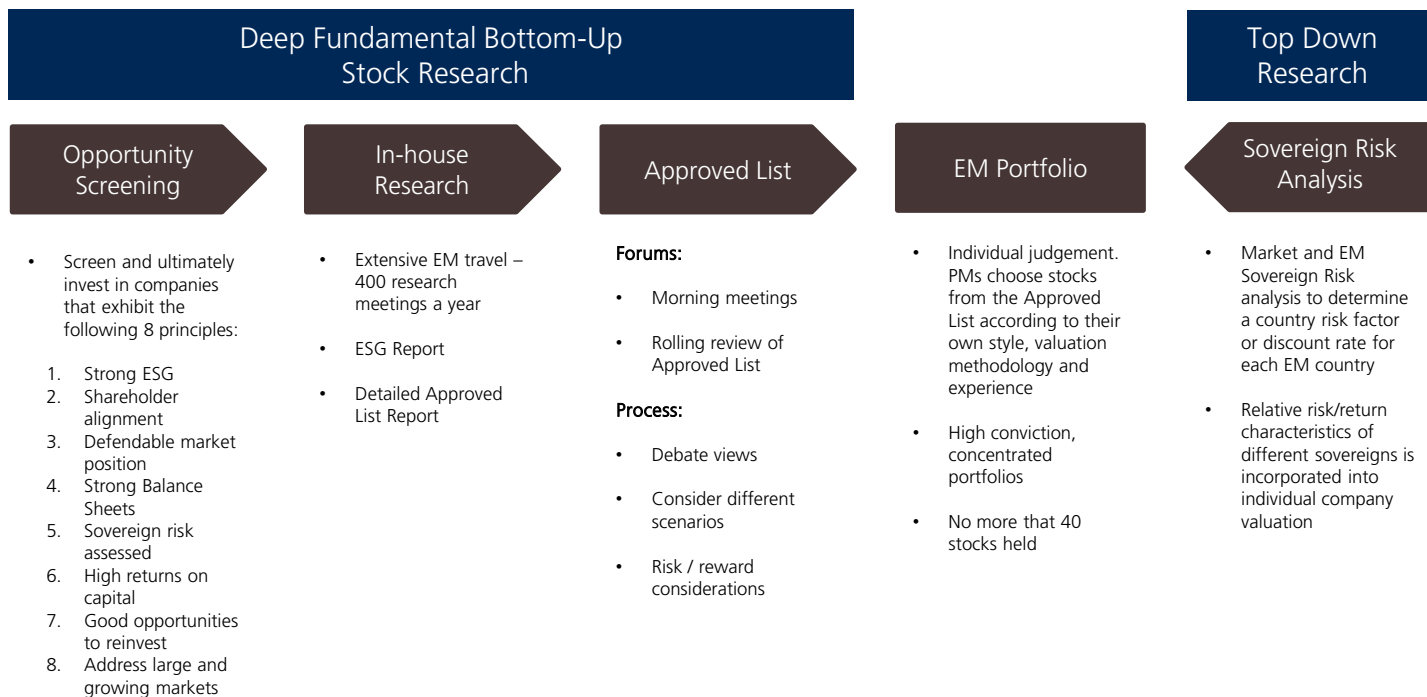 Deep Fundamental Bottom-Up
Stock Research
Top Down
Research
Opportunity
Screening
In-house
Research
Approved List
EM Portfolio
Sovereign Risk
Analysis
• Screen and ultimately
invest in companies
that exhibit the
following 8 principles:
1. Strong ESG
2. Shareholder
alignment
3. Defendable market
position
4. Strong Balance
Sheets
5. Sovereign risk
assessed
6. High returns on
capital
7. Good opportunities
to reinvest
8. Address large and
growing markets
• Extensive EM travel –
400 research
meetings a year
• ESG Report
• Detailed Approved
List Report
Forums:
• Morning meetings
• Rolling review of
Approved List
Process:
• Debate views
• Consider different
scenarios
• Risk / reward
considerations
• Individual judgement.
PMs choose stocks
from the Approved
List according to their
own style, valuation
methodology and
experience
• High conviction,
concentrated
portfolios
• No more that 40
stocks held
• Market and EM
Sovereign Risk
analysis to determine
a country risk factor
or discount rate for
each EM country
• Relative risk/return
characteristics of
different sovereigns is
incorporated into
individual company
valuation